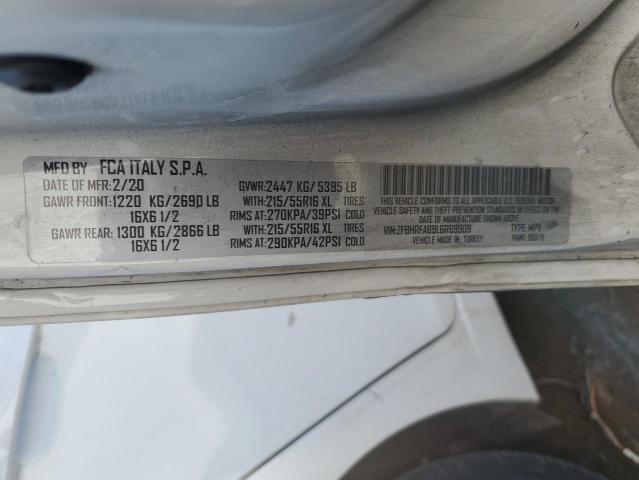 MFD BY FCA ITALY S.P.A.
DATE OF MFR: 2/20 GVWR: 2447 KG/ 5395 LB
GAWR FRONT: 1220 KG/2690 LB WITH: 215/55R16 XL TIRES
16X6 1/2 RIMS AT: 270KPA/39PSI COLD
GAWR REAR: 1300 KG/2866 LB WITH: 215/55R16 XL TIRES
16X6 1/2 RIMS AT: 290KPA/42PSI COLD
THIS VEHICLE CONFORMS TO ALL APPLICABLE FEDERAL MOTOR VEHICLE
SAFETY AND THEFT PREVENTION STANDARDS IN EFFECT ON THE
DATE OF MANUFACTURE SHOWN ABOVE.
VIN: ZFBHRFAB9L6R69909 TYPE: MPV
MADE IN: TURKEY PAINT: